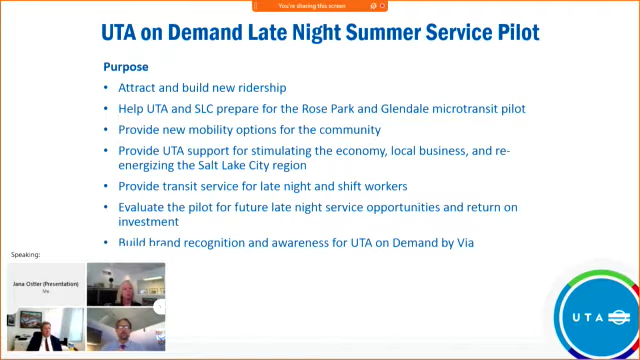 You're sharing this screen
UTA on Demand Late Night Summer Service Pilot
Purpose
• Attract and build new ridership
• Help UTA and SLC prepare for the Rose Park and Glendale microtransit pilot
• Provide new mobility options for the community
• Provide UTA support for stimulating the economy, local business, and re-
energizing the Salt Lake City region
• Provide transit service for late night and shift workers
• Evaluate the pilot for future late night service opportunities and return on
investment
• Build brand recognition and awareness for UTA on Demand by Via
Speaking:
Jana Ostler (Presentation)
UTA